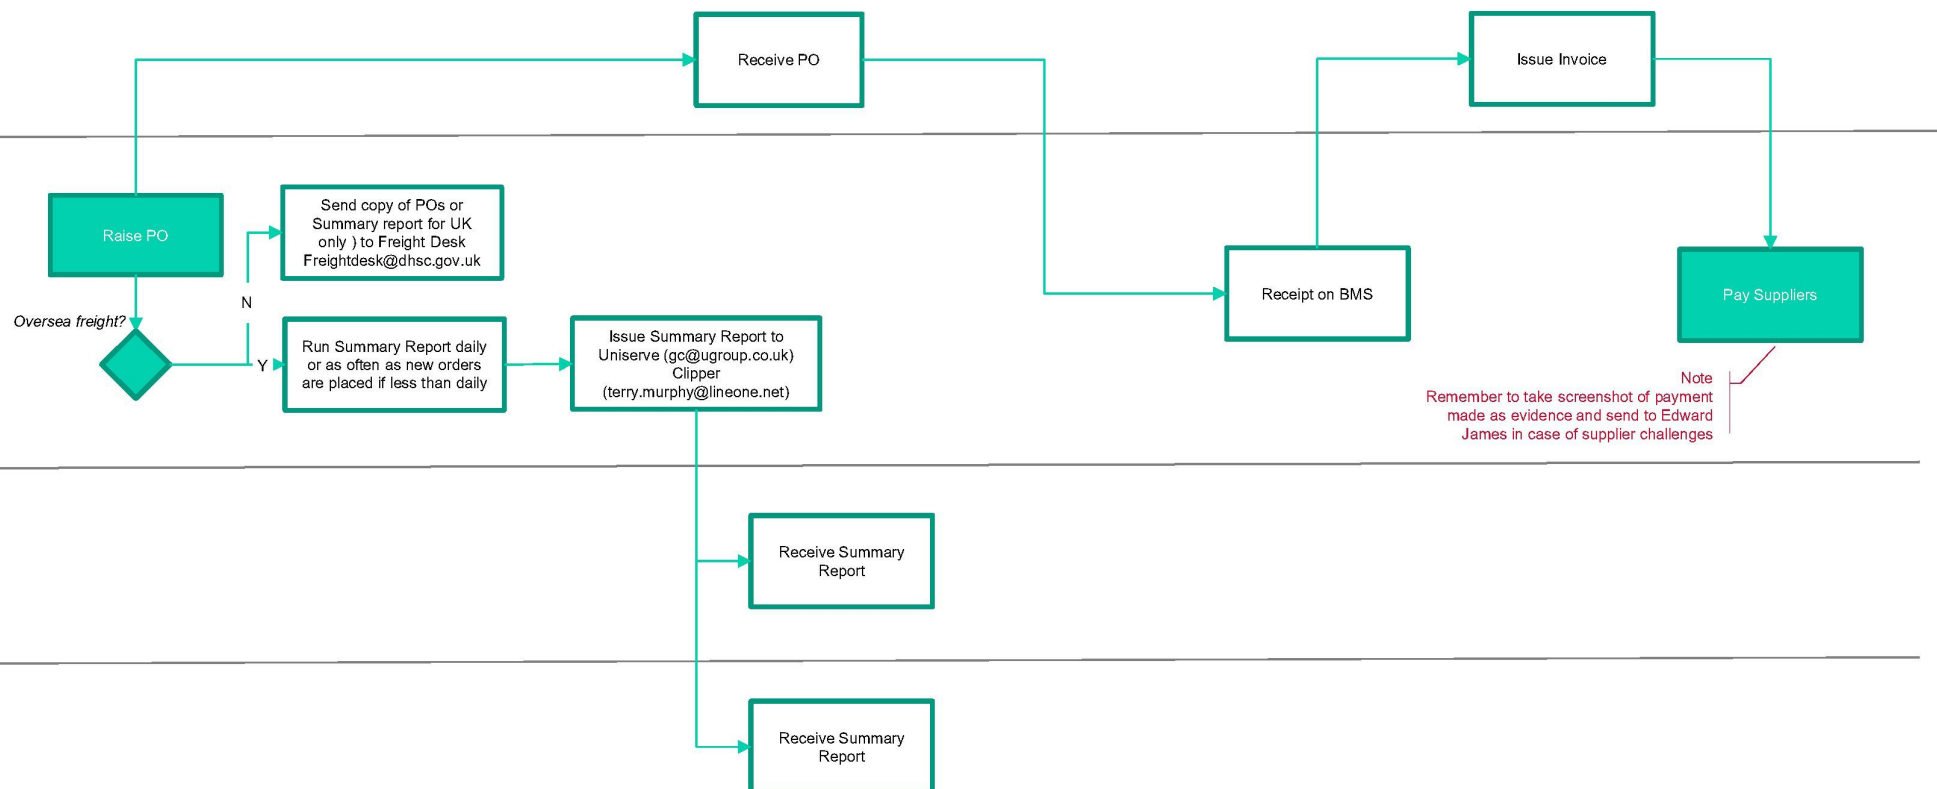 Receive PO
Issue Invoice
Raise PO
Send copy of POs or
Summary report for UK
only ) to Freight Desk
Freightdesk@dhsc.gov.uk
N
Oversea freight?
Y
Run Summary Report daily
or as often as new orders
are placed if less than daily
Issue Summary Report to
Uniserve (gc@ugroup.co.uk)
Clipper
(terry.murphy@lineone.net)
Receipt on BMS
Pay Suppliers
Note
Remember to take screenshot of payment
made as evidence and send to Edward
James in case of supplier challenges
Receive Summary
Report
Receive Summary
Report